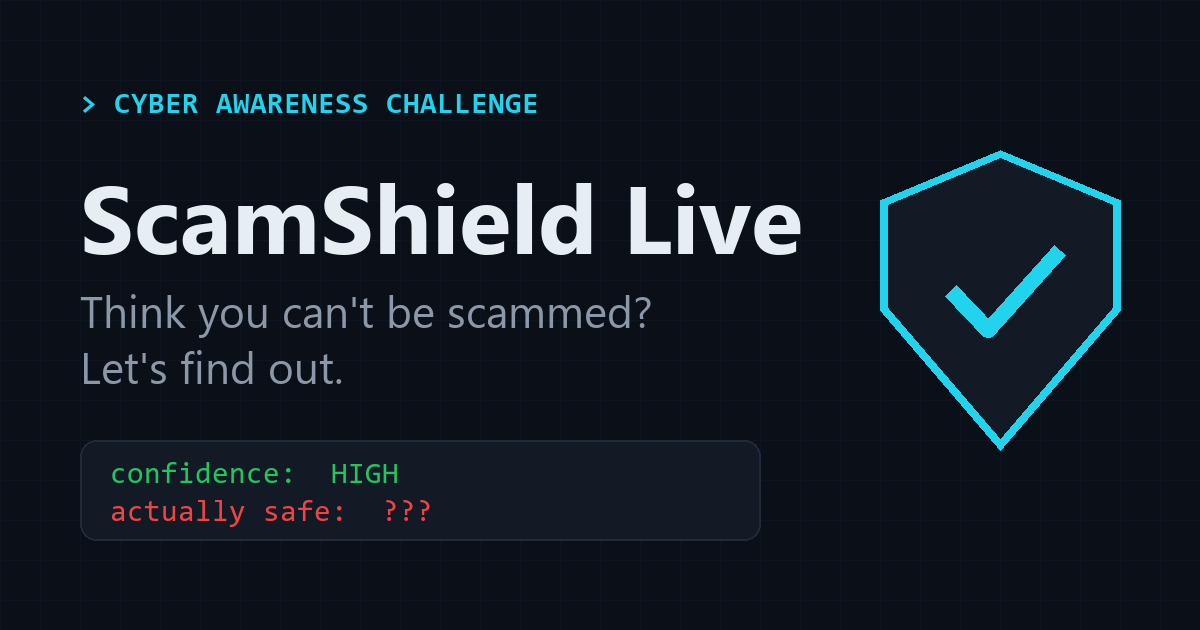 > CYBER AWARENESS CHALLENGE
ScamShield Live
Think you can't be scammed?
Let's find out.
confidence:  HIGH
actually safe:  ???